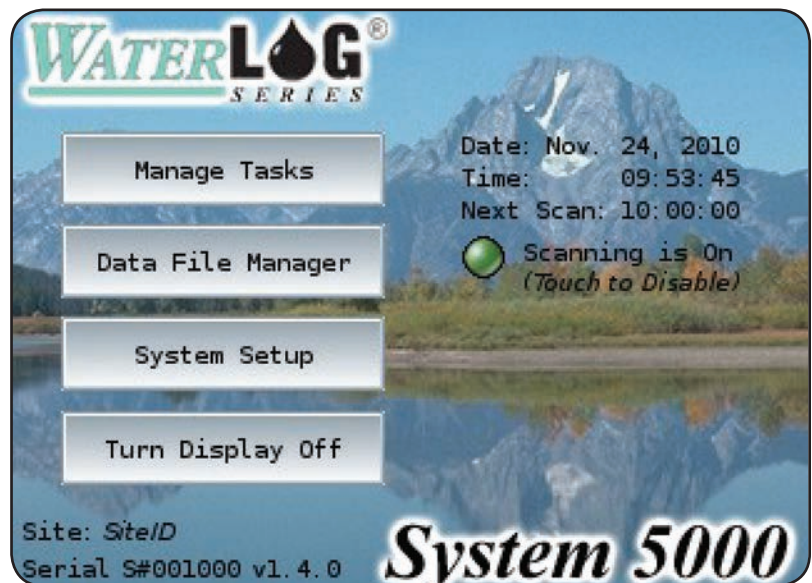 WATERLOG®
SERIES
Manage Tasks
Data File Manager
System Setup
Turn Display Off
Date: Nov. 24, 2010
Time: 09:53:45
Next Scan: 10:00:00
Scanning is On
(Touch to Disable)
Site: SiteID
Serial S#001000 v1.4.0
System 5000